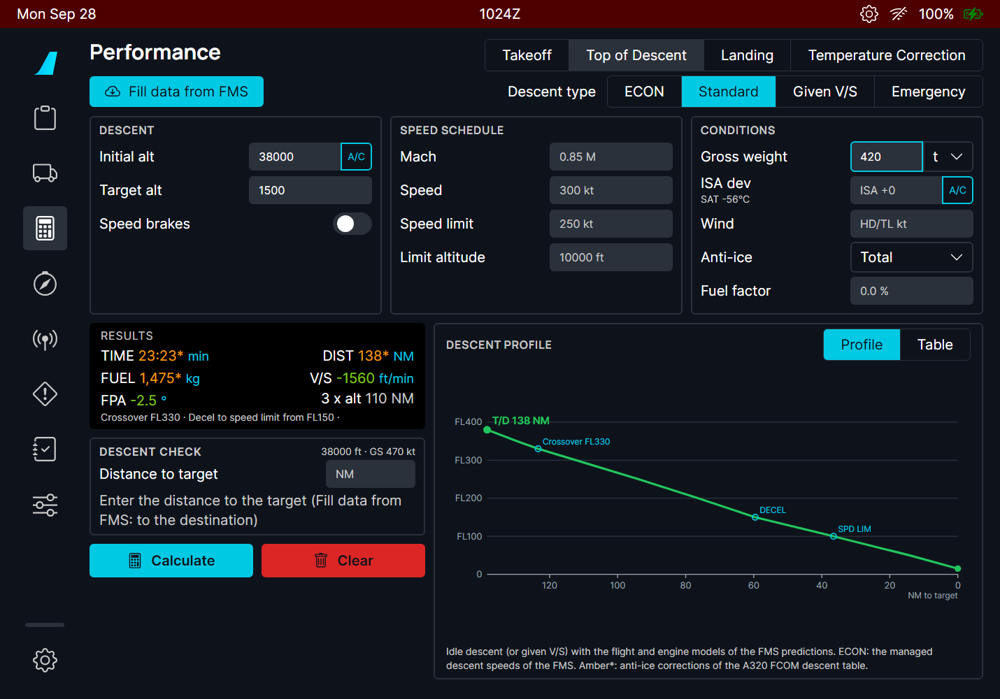 Mon Sep 28
1024Z
100%
Performance
Takeoff
Top of Descent
Landing
Temperature Correction
Fill data from FMS
Descent type
ECON
Standard
Given V/S
Emergency
DESCENT
Initial alt
38000
A/C
Target alt
1500
Speed brakes
SPEED SCHEDULE
Mach
0.85 M
Speed
300 kt
Speed limit
250 kt
Limit altitude
10000 ft
CONDITIONS
Gross weight
420
t
ISA dev
SAT -56°C
ISA +0
A/C
Wind
HD/TL kt
Anti-ice
Total
Fuel factor
0.0 %
RESULTS
TIME 23:23* min
DIST 138* NM
FUEL 1,475* kg
V/S -1560 ft/min
FPA -2.5 °
3 x alt 110 NM
Crossover FL330 · Decel to speed limit from FL150 ·
DESCENT CHECK
38000 ft · GS 470 kt
Distance to target
NM
Enter the distance to the target (Fill data from
FMS: to the destination)
Calculate
Clear
DESCENT PROFILE
Profile
Table
FL400
T/D 138 NM
Crossover FL330
FL300
FL200
DECEL
SPD LIM
FL100
0
120
100
80
60
40
20
0
NM to target
Idle descent (or given V/S) with the flight and engine models of the FMS predictions. ECON: the managed
descent speeds of the FMS. Amber*: anti-ice corrections of the A320 FCOM descent table.